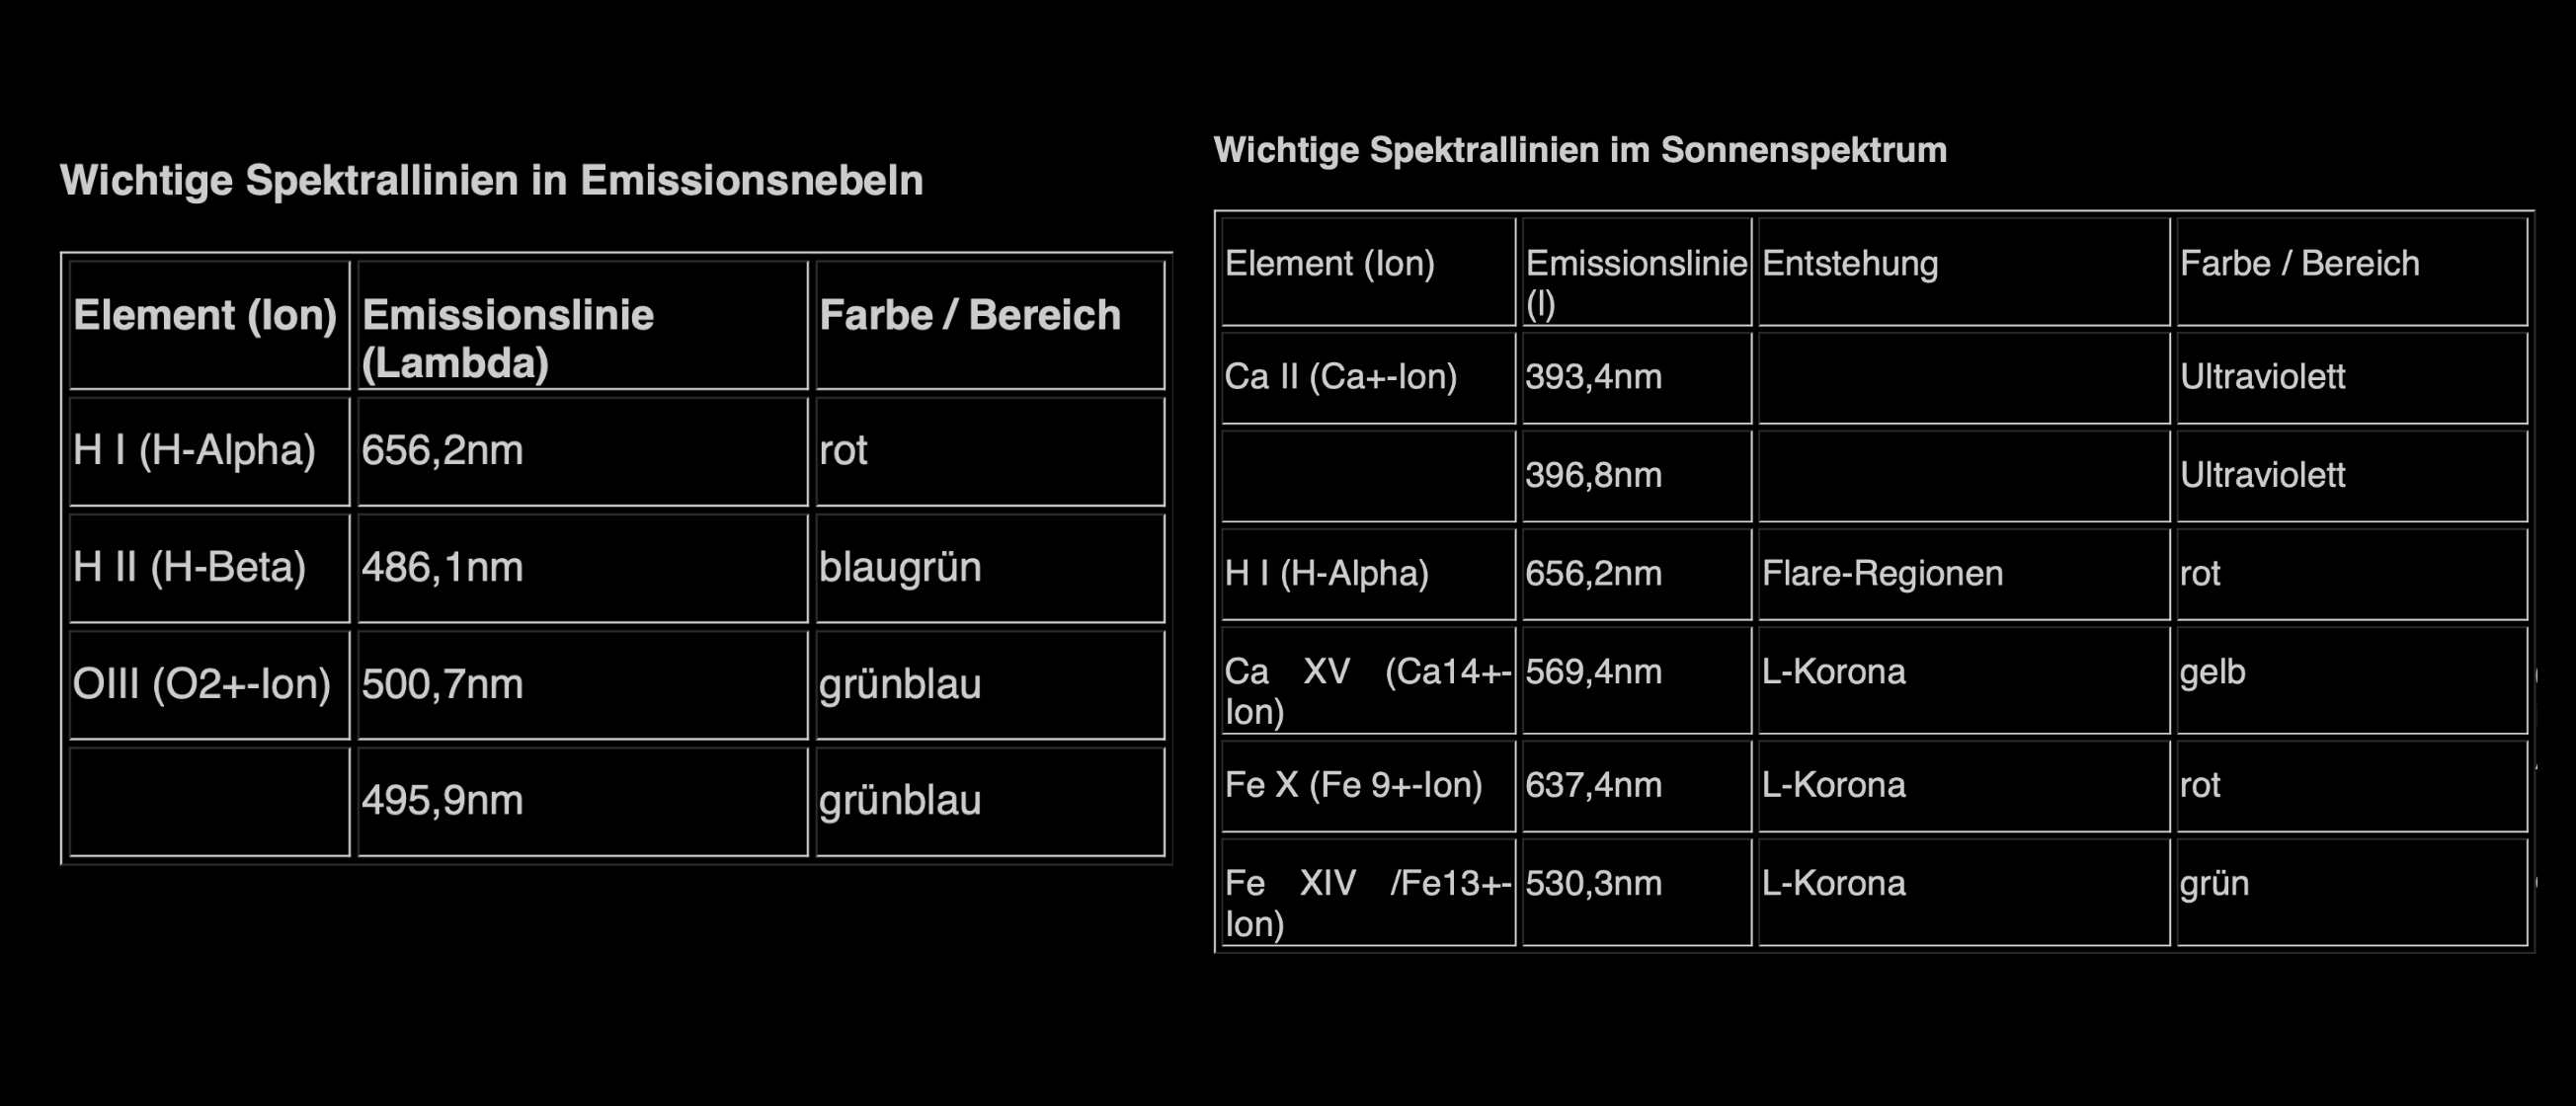 Wichtige Spektrallinien in Emissionsnebeln
Element (Ion) Emissionslinie (Lambda) Farbe / Bereich
H I (H-Alpha) 656,2nm rot
H II (H-Beta) 486,1nm blaugrün
OIII (O2+-Ion) 500,7nm grünblau
495,9nm grünblau
Wichtige Spektrallinien im Sonnenspektrum
Element (Ion) Emissionslinie (l) Entstehung Farbe / Bereich
Ca II (Ca+-Ion) 393,4nm Ultraviolett
396,8nm Ultraviolett
H I (H-Alpha) 656,2nm Flare-Regionen rot
Ca XV (Ca14+-Ion) 569,4nm L-Korona gelb
Fe X (Fe 9+-Ion) 637,4nm L-Korona rot
Fe XIV /Fe13+-Ion) 530,3nm L-Korona grün